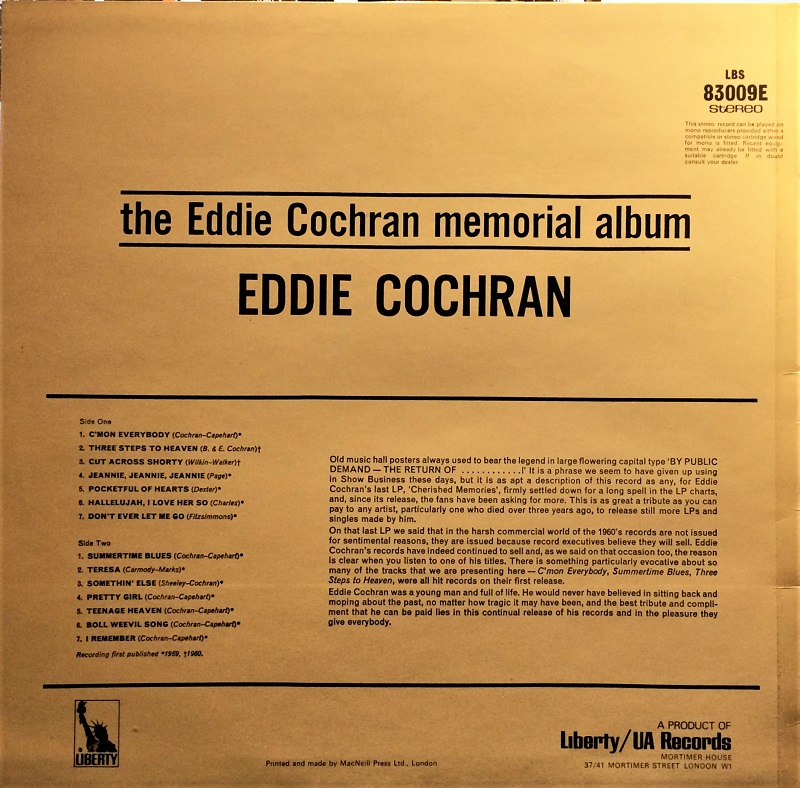 LBS
83009E
stereo
This stereo record can be played on
mono reproducers provided either a
compatible or stereo cartridge wired
for mono is fitted. Recent equip-
ment may already be fitted with a
suitable cartridge. If in doubt
consult your dealer.
the Eddie Cochran memorial album
EDDIE COCHRAN
Side One
1. C'MON EVERYBODY (Cochran–Capehart)*
2. THREE STEPS TO HEAVEN (B. & E. Cochran)†
3. CUT ACROSS SHORTY (Wilkin–Walker)†
4. JEANNIE, JEANNIE, JEANNIE (Page)*
5. POCKETFUL OF HEARTS (Dexter)*
6. HALLELUJAH, I LOVE HER SO (Charles)*
7. DON'T EVER LET ME GO (Fitzsimmons)*
Side Two
1. SUMMERTIME BLUES (Cochran–Capehart)*
2. TERESA (Carmody–Marks)*
3. SOMETHIN' ELSE (Sheeley–Cochran)*
4. PRETTY GIRL (Cochran–Capehart)*
5. TEENAGE HEAVEN (Cochran–Capehart)*
6. BOLL WEEVIL SONG (Cochran–Capehart)*
7. I REMEMBER (Cochran–Capehart)*
Recording first published *1959, †1960.
Old music hall posters always used to bear the legend in large flowering capital type 'BY PUBLIC
DEMAND — THE RETURN OF ............!' It is a phrase we seem to have given up using
in Show Business these days, but it is as apt a description of this record as any, for Eddie
Cochran's last LP, 'Cherished Memories', firmly settled down for a long spell in the LP charts,
and, since its release, the fans have been asking for more. This is as great a tribute as you can
pay to any artist, particularly one who died over three years ago, to release still more LPs and
singles made by him.
On that last LP we said that in the harsh commercial world of the 1960's records are not issued
for sentimental reasons, they are issued because record executives believe they will sell. Eddie
Cochran's records have indeed continued to sell and, as we said on that occasion too, the reason
is clear when you listen to one of his titles. There is something particularly evocative about so
many of the tracks that we are presenting here — C'mon Everybody, Summertime Blues, Three
Steps to Heaven, were all hit records on their first release.
Eddie Cochran was a young man and full of life. He would never have believed in sitting back and
moping about the past, no matter how tragic it may have been, and the best tribute and compli-
ment that he can be paid lies in this continual release of his records and in the pleasure they
give everybody.
LIBERTY
Printed and made by MacNeill Press Ltd., London
A PRODUCT OF
Liberty/UA Records
MORTIMER HOUSE
37/41 MORTIMER STREET LONDON W1